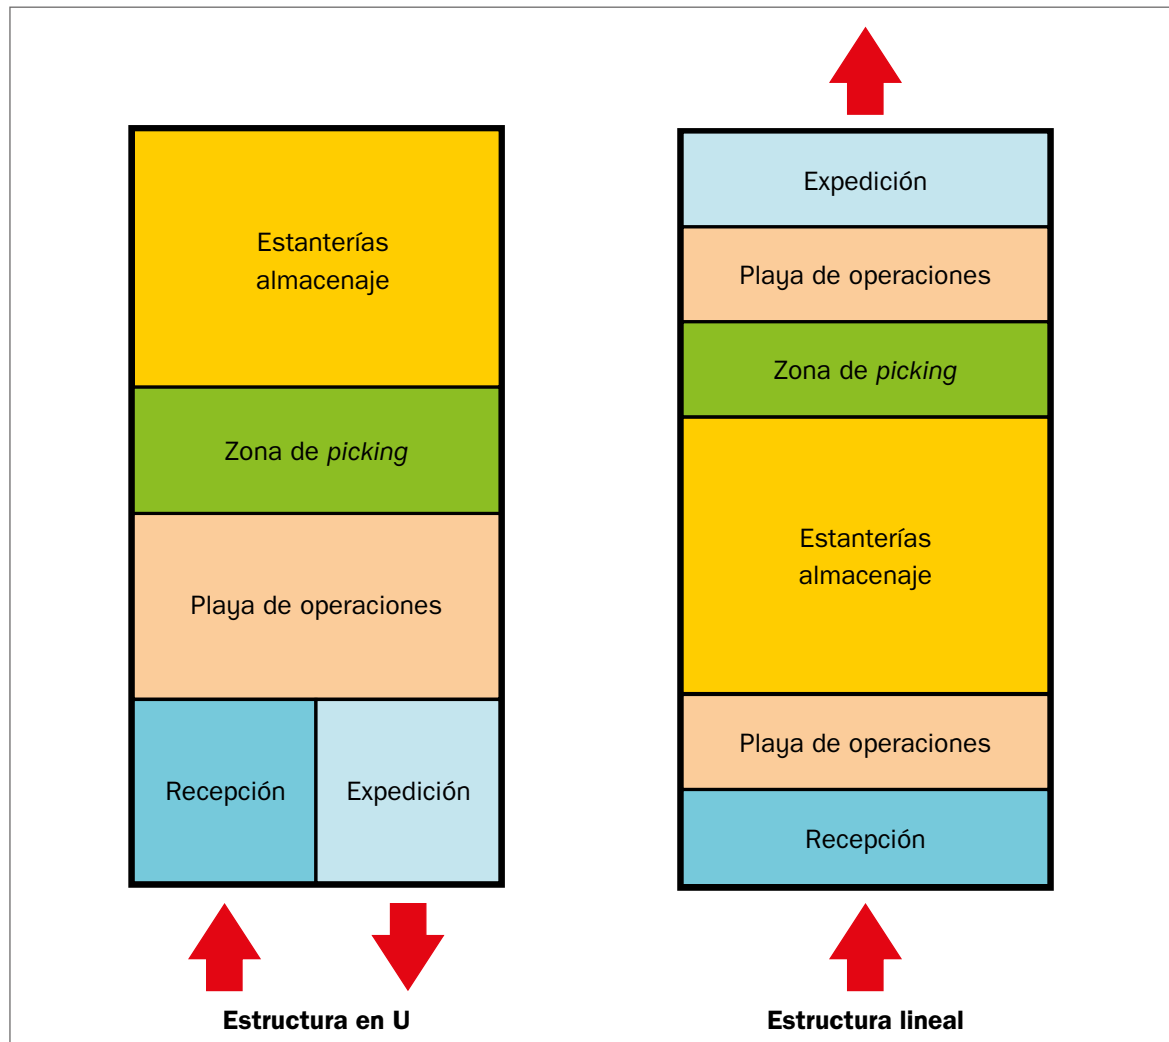 Estanterías
almacenaje
Zona de picking
Playa de operaciones
Recepción
Expedición
Estructura en U
Expedición
Playa de operaciones
Zona de picking
Estanterías
almacenaje
Playa de operaciones
Recepción
Estructura lineal